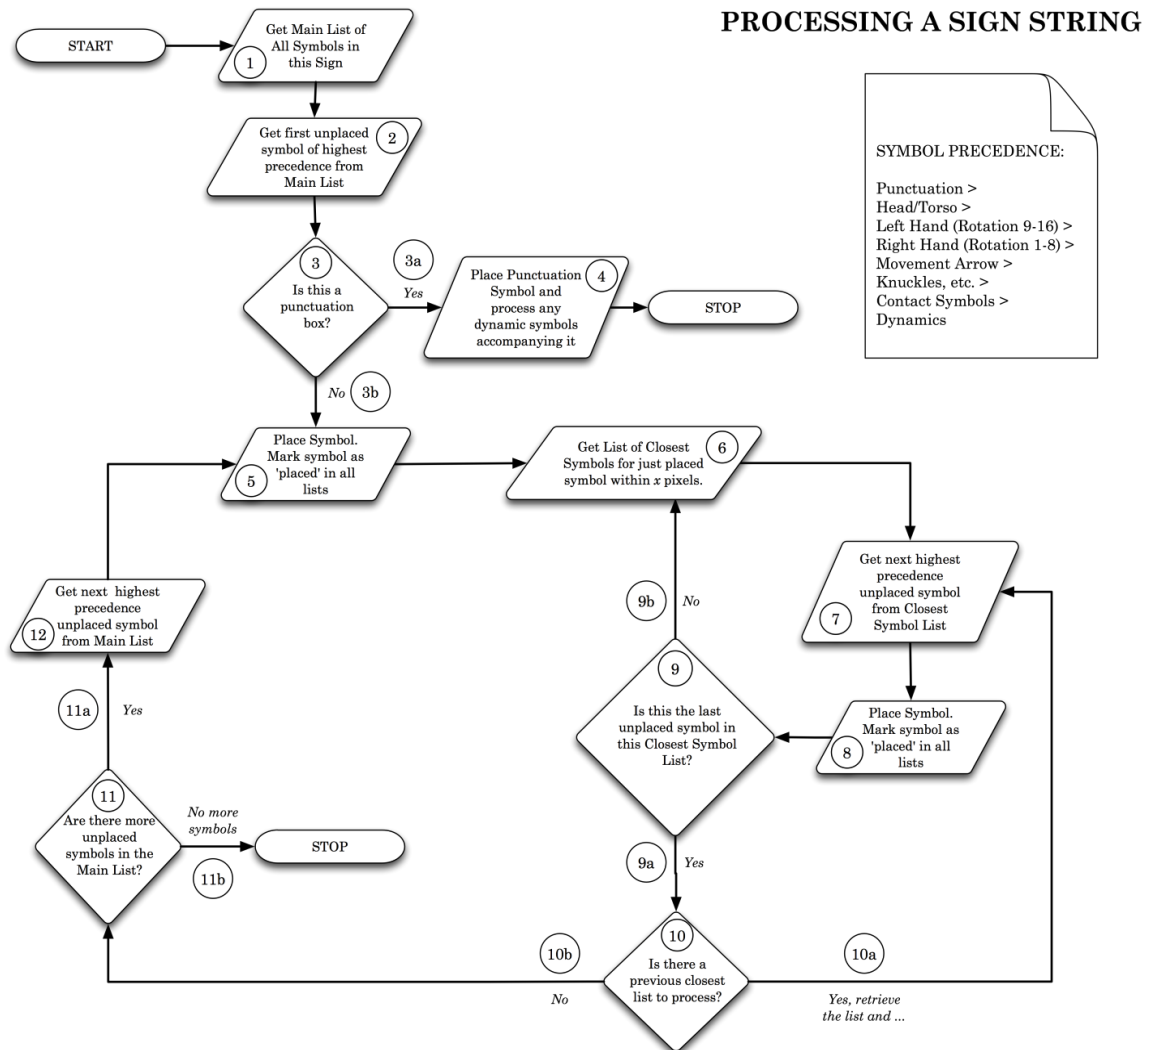 PROCESSING A SIGN STRING
START
Get Main List of
All Symbols in
this Sign
1
Get first unplaced
symbol of highest
precedence from
Main List
2
SYMBOL PRECEDENCE:
Punctuation >
Head/Torso >
Left Hand (Rotation 9-16) >
Right Hand (Rotation 1-8) >
Movement Arrow >
Knuckles, etc. >
Contact Symbols >
Dynamics
3
Is this a
punctuation
box?
3a
Yes
Place Punctuation
Symbol and
process any
dynamic symbols
accompanying it
4
STOP
No
3b
Place Symbol.
Mark symbol as
'placed' in all
lists
5
Get List of Closest
Symbols for just placed
symbol within x pixels.
6
Get next highest
precedence
unplaced symbol
from Closest
Symbol List
7
Place Symbol.
Mark symbol as
'placed' in all
lists
8
9b
No
9
Is this the last
unplaced symbol in
this Closest Symbol
List?
9a
Yes
10
Is there a
previous closest
list to process?
10a
Yes, retrieve
the list and ...
10b
No
11
Are there more
unplaced
symbols in the
Main List?
No more
symbols
11b
STOP
11a
Yes
Get next highest
precedence
unplaced symbol
from Main List
12